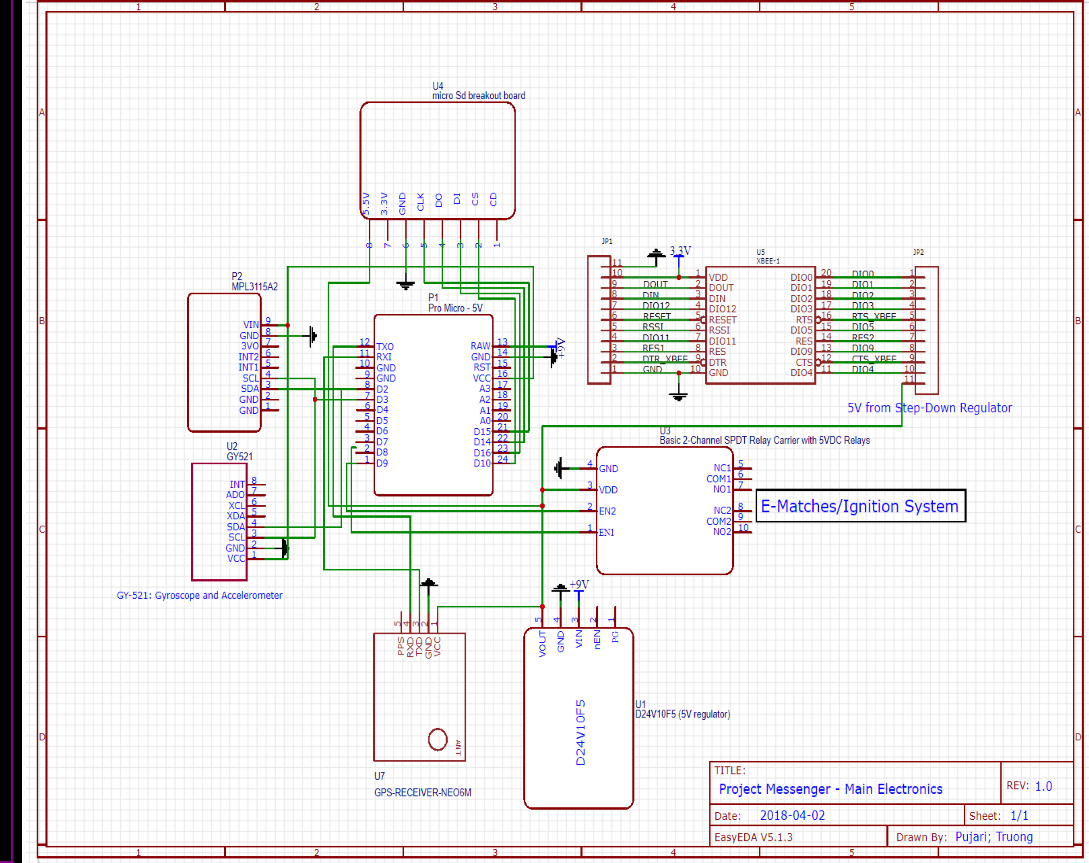 1 2 3 4 5
A A
B B
C C
D D
U4
micro Sd breakout board
5.5V 3.3V GND CLK DO DI CS CD
8 7 6 5 4 3 2 1
P2
MPL3115A2
VIN 9
GND 8
3VO 7
INT2 6
INT1 5
SCL 4
SDA 3
GND 2
GND 1
U2
GY521
INT 8
ADO 7
XCL 6
XDA 5
SDA 4
SCL 3
GND 2
VCC 1
GY-521: Gyroscope and Accelerometer
P1
Pro Micro - 5V
12 TXO RAW 13
11 RXI GND 14
10 GND RST 15
9 GND VCC 16
8 D2 A3 17
7 D3 A2 18
6 D4 A1 19
5 D5 A0 20
4 D6 D15 21
3 D7 D14 22
2 D8 D16 23
1 D9 D10 24
+9V
JP1
11
10
9 DOUT
8 DIN
7 DIO12
6 RESET
5 RSSI
4 DIO11
3 RES1
2 DTR_XBEE
1 GND
3.3V
U5
XBEE-1
1 VDD DIO0 20 DIO0
2 DOUT DIO1 19 DIO1
3 DIN DIO2 18 DIO2
4 DIO12 DIO3 17 DIO3
5 RESET RTS 16 RTS_XBEE
6 RSSI DIO5 15 DIO5
7 DIO11 RES 14 RES2
8 RES DIO9 13 DIO9
9 DTR CTS 12 CTS_XBEE
10 GND DIO4 11 DIO4
JP2
1
2
3
4
5
6
7
8
9
10
11
5V from Step-Down Regulator
U3
Basic 2-Channel SPDT Relay Carrier with 5VDC Relays
4 GND
3 VDD
2 EN2
1 EN1
NC1 5
COM1 6
NO1 7
NC2 8
COM2 9
NO2 10
E-Matches/Ignition System
5 4 3 2 1
PPS RXD TXD GND VCC
ANT
U7
GPS-RECEIVER-NEO6M
+9V
5 4 3 2 1
VOUT GND VIN nEN PG
D24V10F5
U1
D24V10F5 (5V regulator)
TITLE:
Project Messenger - Main Electronics
REV: 1.0
Date: 2018-04-02
Sheet: 1/1
EasyEDA V5.1.3
Drawn By: Pujari; Truong
1 2 3 4 5